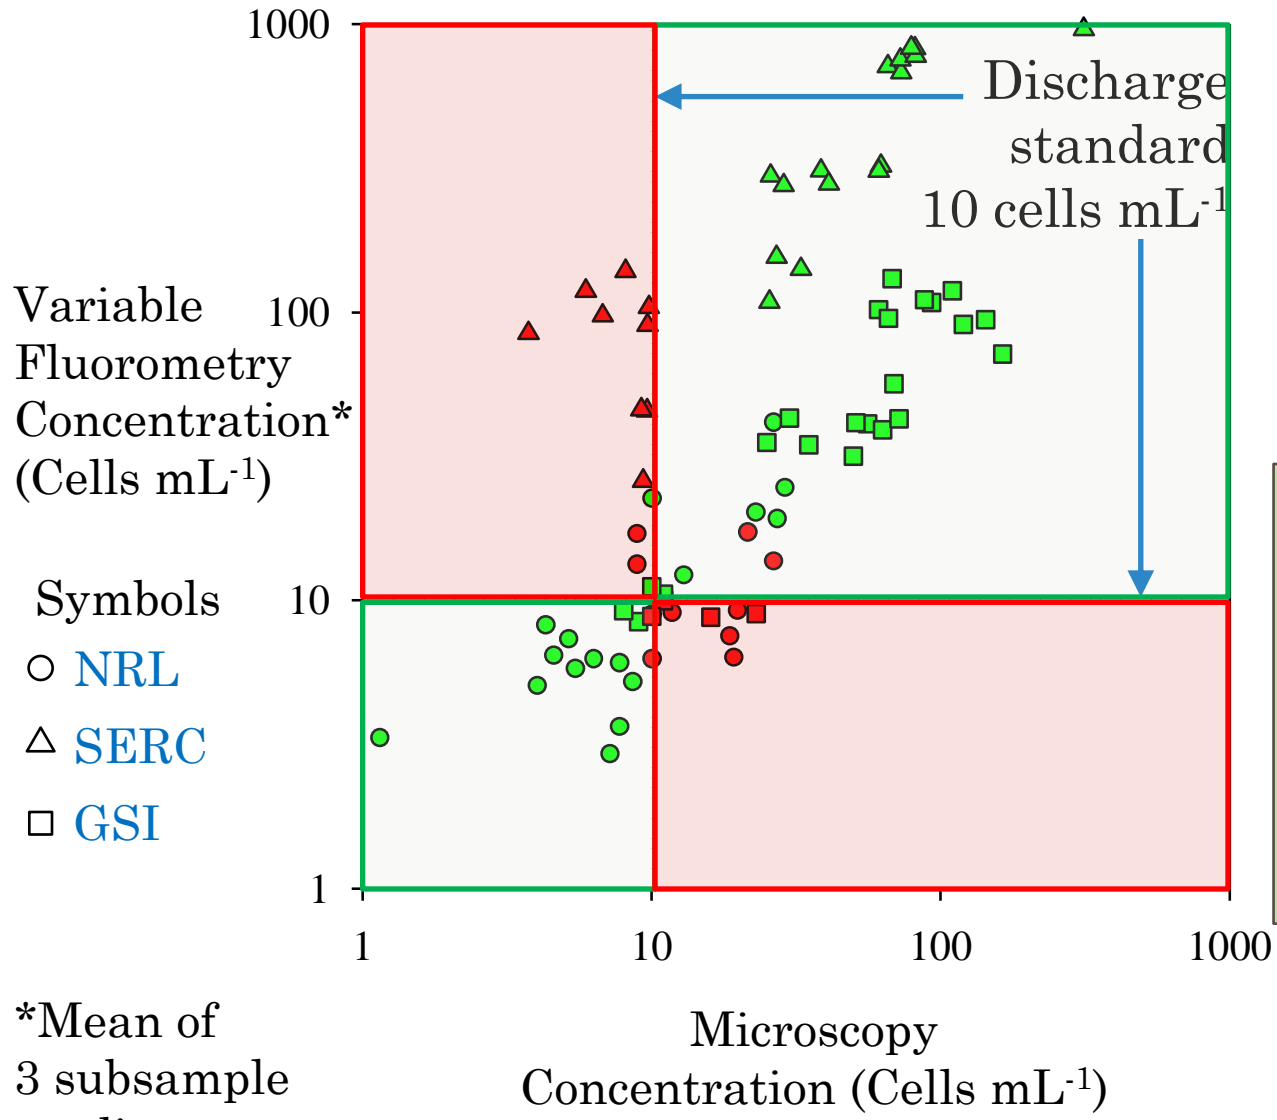 1000
100
10
1
Variable
Fluorometry
Concentration*
(Cells mL-1)
Discharge
standard
10 cells mL-1
Symbols
NRL
SERC
GSI
1
10
100
1000
Microscopy
Concentration (Cells mL-1)
*Mean of
3 subsample